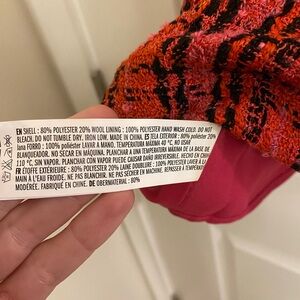 EN SHELL : 80% POLYESTER 20% WOOL LINING : 100% POLYESTER HAND WASH COLD. DO NOT
BLEACH. DO NOT TUMBLE DRY. IRON LOW. MADE IN CHINA. ES TELA EXTERIOR : 80% poliéster 20%
lana FORRO : 100% poliéster LAVAR A MANO. TEMPERATURA MÁXIMA 40 °C. NO USAR
BLANQUEADOR. NO SECAR EN MÁQUINA. PLANCHAR A UNA TEMPERATURA MÁXIMA DE LA BASE DE
110 °C, SIN VAPOR. PLANCHAR CON VAPOR PUEDE CAUSAR DAÑO IRREVERSIBLE. HECHO EN CHINA.
FR ÉTOFFE EXTÉRIEURE : 80% POLYESTER 20% LAINE DOUBLURE : 100% POLYESTER LAVER À LA
MAIN À L'EAU FROIDE. NE PAS BLANCHIR. NE PAS SÉCHER EN MACHINE. REPASSER À TEMPÉRATURE
MODÉRÉE. FABRIQUÉ EN CHINE. DE OBERMATERIAL : 80%